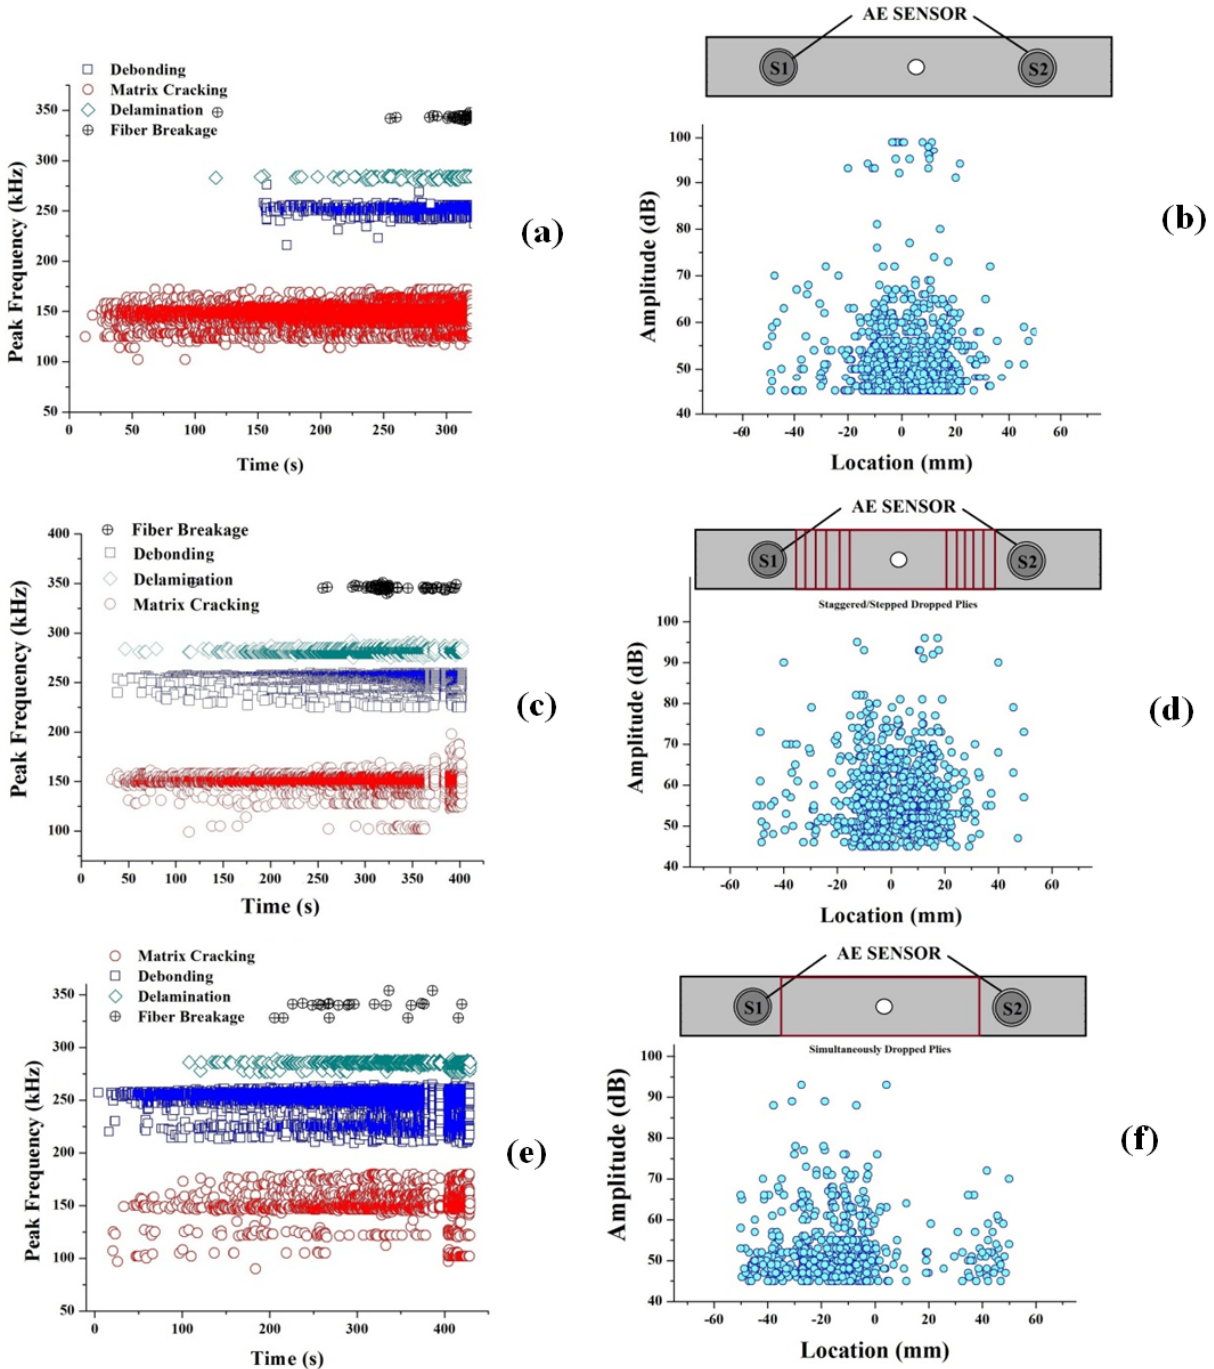 Debonding
Matrix Cracking
Delamination
Fiber Breakage
350
300
250
200
150
100
50
0 50 100 150 200 250 300
Peak Frequency (kHz)
Time (s)
(a)
AE SENSOR
S1 S2
100
90
80
70
60
50
40
-60 -40 -20 0 20 40 60
Amplitude (dB)
Location (mm)
(b)
Fiber Breakage
Debonding
Delamination
Matrix Cracking
400
350
300
250
200
150
100
0 50 100 150 200 250 300 350 400
Peak Frequency (kHz)
Time (s)
(c)
AE SENSOR
S1 S2
Staggered/Stepped Dropped Plies
100
90
80
70
60
50
40
-60 -40 -20 0 20 40 60
Amplitude (dB)
Location (mm)
(d)
Matrix Cracking
Debonding
Delamination
Fiber Breakage
350
300
250
200
150
100
50
0 100 200 300 400
Peak Frequency (kHz)
Time (s)
(e)
AE SENSOR
S1 S2
Simultaneously Dropped Plies
100
90
80
70
60
50
40
-60 -40 -20 0 20 40 60
Amplitude (dB)
Location (mm)
(f)